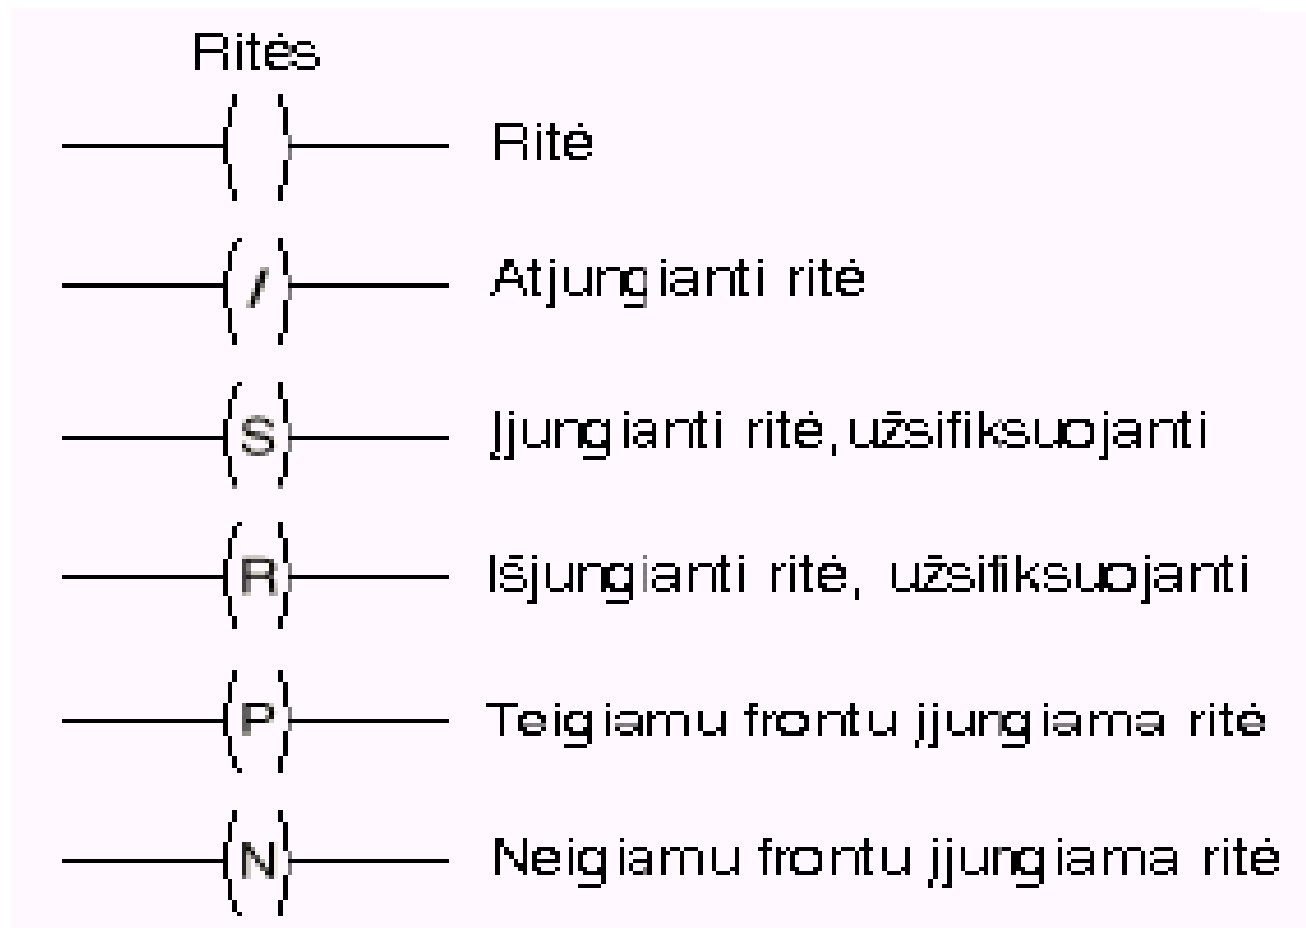 Ritės
( ) Ritė
(/) Atjungianti ritė
(S) Įjungianti ritė, užsifiksuojanti
(R) Išjungianti ritė, užsifiksuojanti
(P) Teigiamu frontu įjungiama ritė
(N) Neigiamu frontu įjungiama ritė